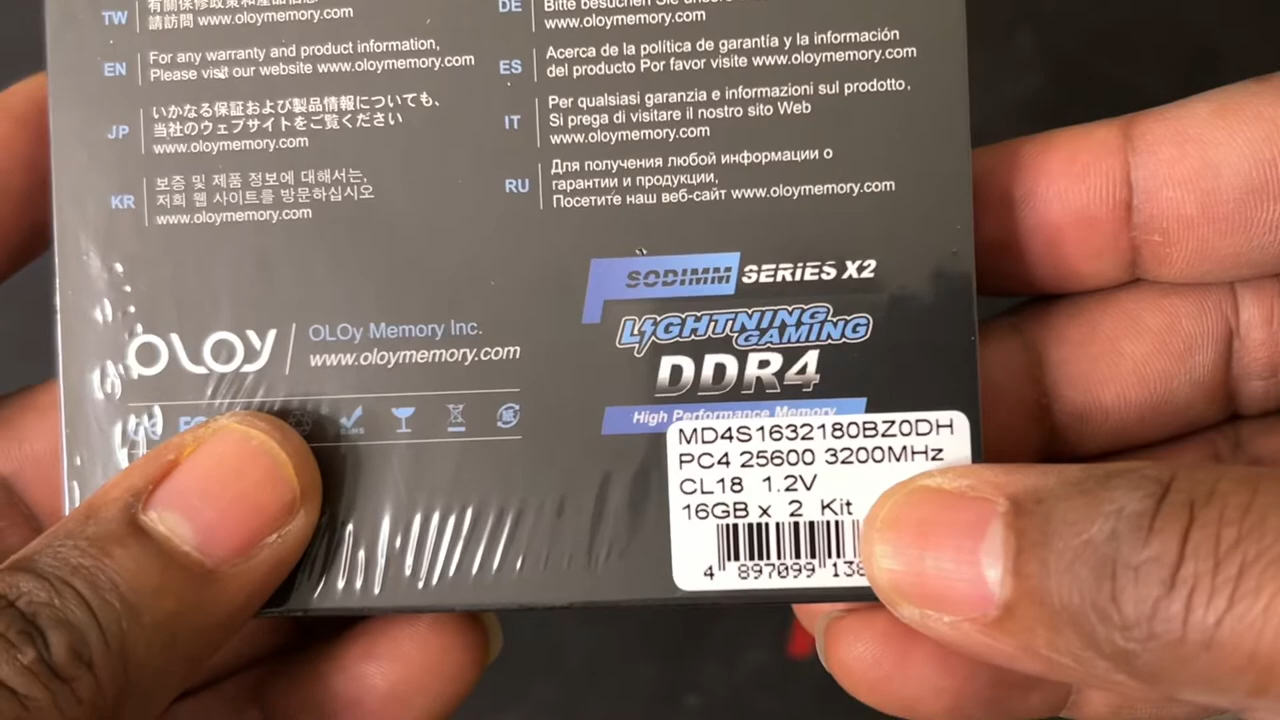 TW
有關保修政策和產品信息
請訪問 www.oloymemory.com
EN
For any warranty and product information,
Please visit our website www.oloymemory.com
JP
いかなる保証および製品情報についても、
当社のウェブサイトをご覧ください
www.oloymemory.com
KR
보증 및 제품 정보에 대해서는,
저희 웹 사이트를 방문하십시오
www.oloymemory.com
DE
Bitte besuchen Sie unsere Website
www.oloymemory.com
ES
Acerca de la política de garantía y la información
del producto Por favor visite www.oloymemory.com
IT
Per qualsiasi garanzia e informazioni sul prodotto,
Si prega di visitare il nostro sito Web
www.oloymemory.com
RU
Для получения любой информации о
гарантии и продукции,
Посетите наш веб-сайт www.oloymemory.com
SODIMM SERIES X2
LIGHTNING
GAMING
DDR4
High Performance Memory
OLOy
OLOy Memory Inc.
www.oloymemory.com
MD4S1632180BZ0DH
PC4 25600 3200MHz
CL18 1.2V
16GB x 2 Kit
4 897099 138